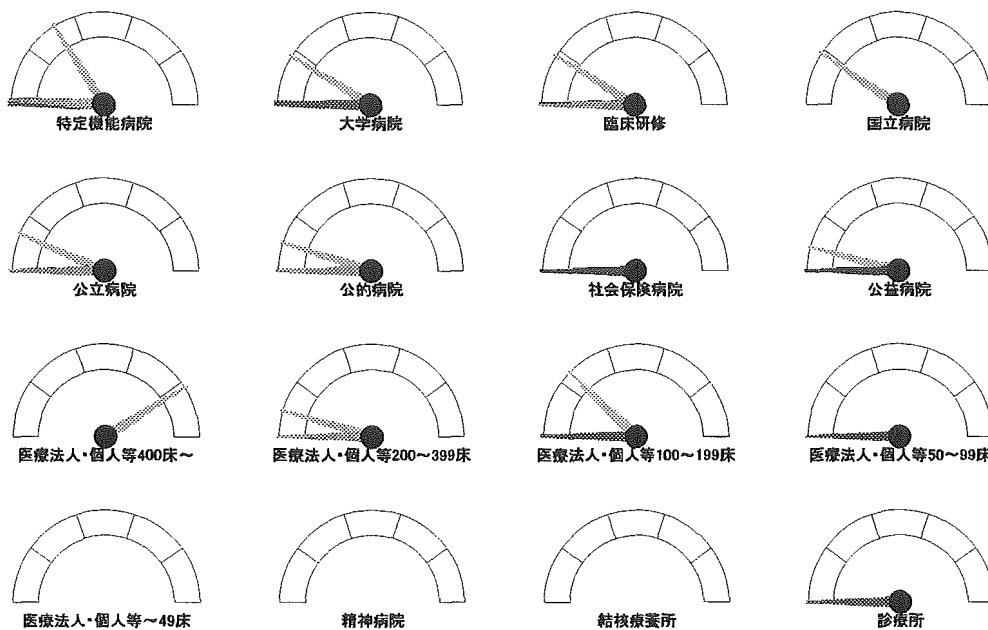 特定機能病院
大学病院
臨床研修
国立病院
公立病院
公的病院
社会保険病院
公益病院
医療法人・個人等400床～
医療法人・個人等200～399床
医療法人・個人等100～199床
医療法人・個人等50～99床
医療法人・個人等～49床
精神病院
結核療養所
診療所